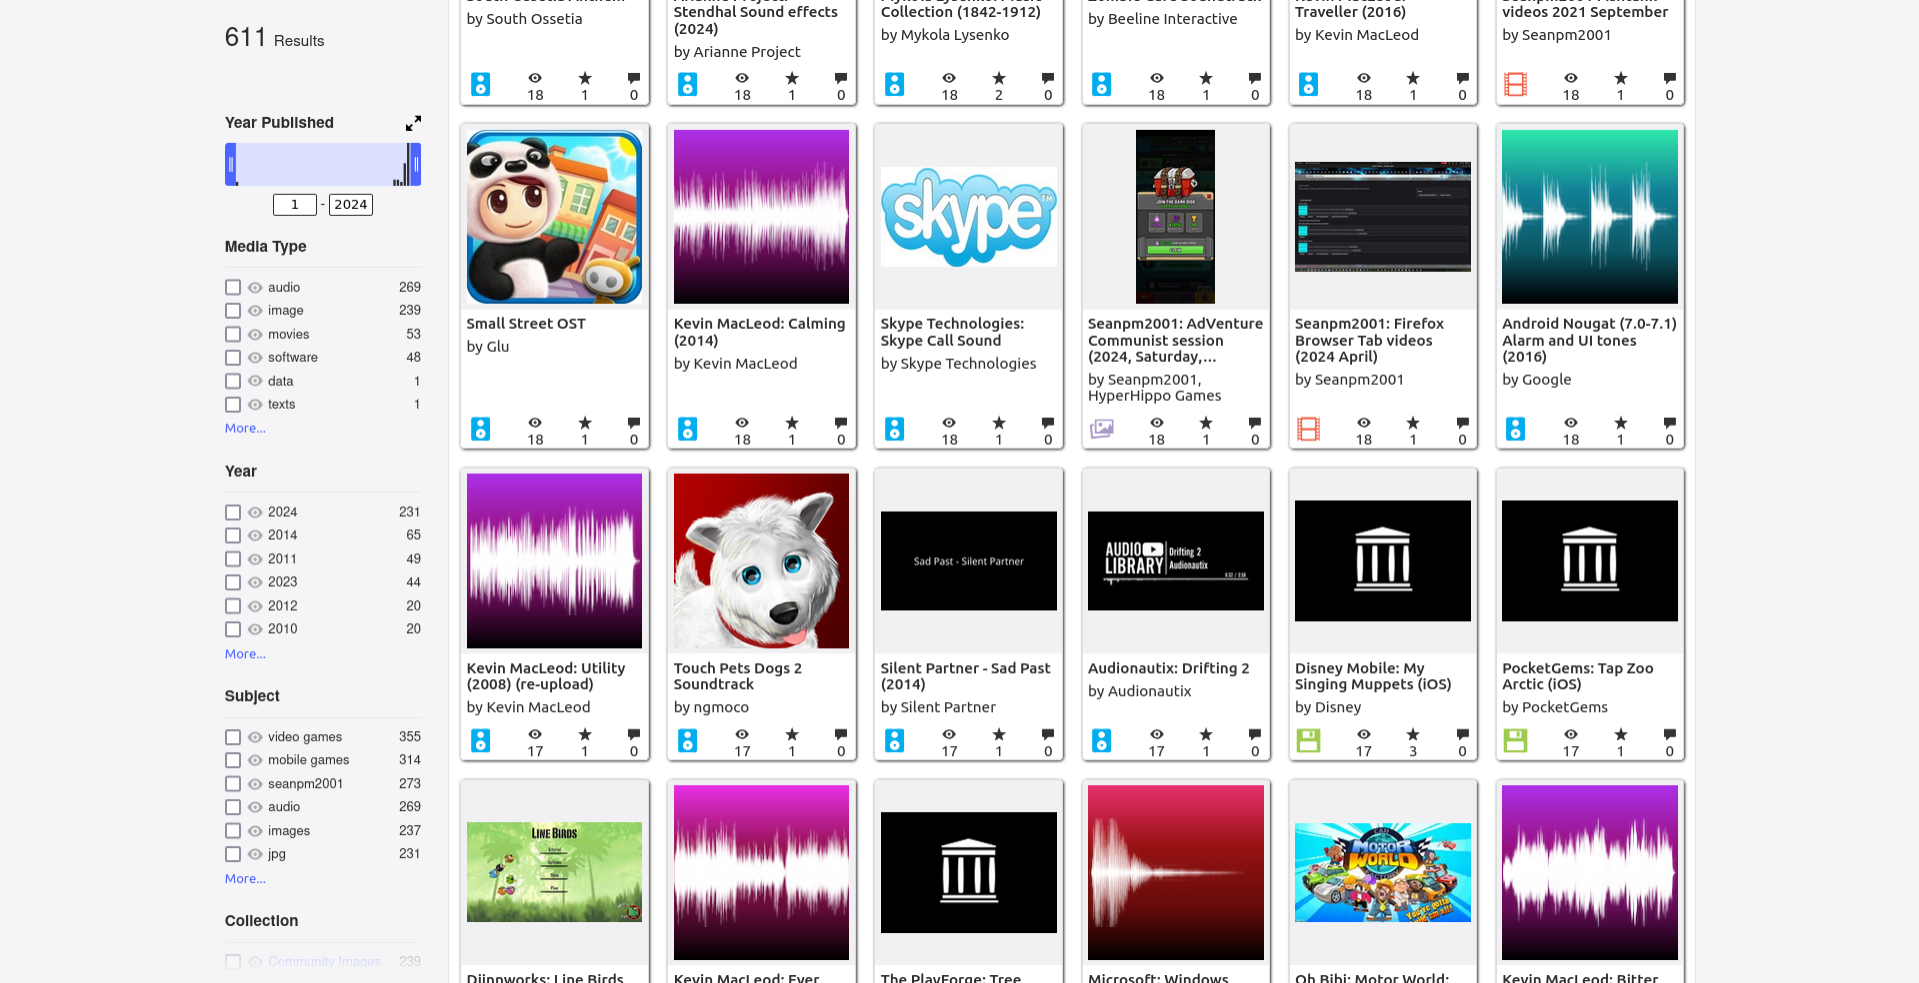 611 Results
Year Published
1 - 2024
Media Type
audio 269
image 239
movies 53
software 48
data 1
texts 1
More...
Year
2024 231
2014 65
2011 49
2023 44
2012 20
2010 20
More...
Subject
video games 355
mobile games 314
seanpm2001 273
audio 269
images 237
jpg 231
More...
Collection
Community Images 239
by South Ossetia
18 1 0
Stendhal Sound effects
(2024)
by Arianne Project
18 1 0
Collection (1842-1912)
by Mykola Lysenko
18 2 0
by Beeline Interactive
18 1 0
Traveller (2016)
by Kevin MacLeod
18 1 0
videos 2021 September
by Seanpm2001
18 1 0
Small Street OST
by Glu
18 1 0
Kevin MacLeod: Calming
(2014)
by Kevin MacLeod
18 1 0
skype™
Skype Technologies:
Skype Call Sound
by Skype Technologies
18 1 0
JOIN THE DARK SIDE
Seanpm2001: AdVenture
Communist session
(2024, Saturday,...
by Seanpm2001,
HyperHippo Games
18 1 0
Seanpm2001: Firefox
Browser Tab videos
(2024 April)
by Seanpm2001
18 1 0
Android Nougat (7.0-7.1)
Alarm and UI tones
(2016)
by Google
18 1 0
Kevin MacLeod: Utility
(2008) (re-upload)
by Kevin MacLeod
17 1 0
Touch Pets Dogs 2
Soundtrack
by ngmoco
17 1 0
Sad Past - Silent Partner
Silent Partner - Sad Past
(2014)
by Silent Partner
17 1 0
AUDIO
LIBRARY
Drifting 2
Audionautix
Audionautix: Drifting 2
by Audionautix
17 1 0
Disney Mobile: My
Singing Muppets (iOS)
by Disney
17 3 0
PocketGems: Tap Zoo
Arctic (iOS)
by PocketGems
17 1 0
LINE BIRDS
Djinnworks: Line Birds
Kevin MacLeod: Ever
The PlayForge: Tree
Microsoft: Windows
CAR
MOTOR
WORLD
FACTORY
You've gotta
build 'em all!
Oh Bibi: Motor World:
Kevin MacLeod: Bitter